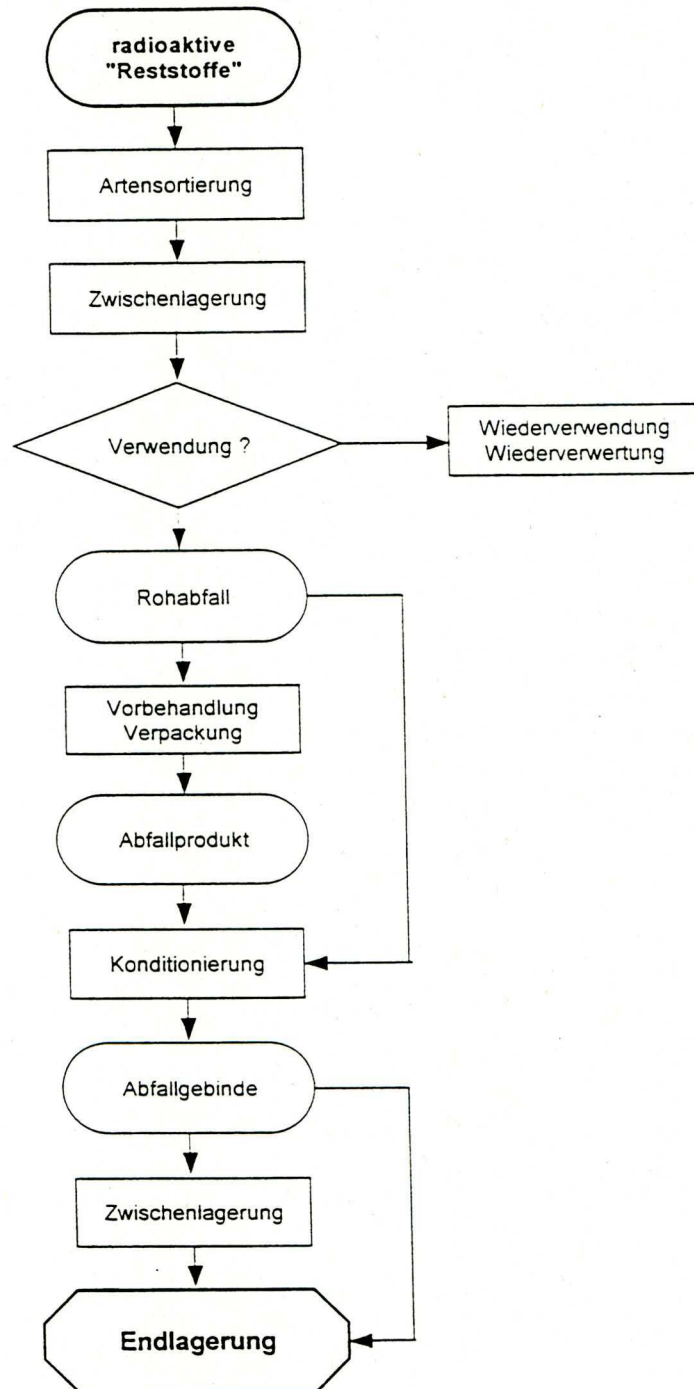 radioaktive
"Reststoffe"
Artensortierung
Zwischenlagerung
Verwendung ?
Wiederverwendung
Wiederverwertung
Rohabfall
Vorbehandlung
Verpackung
Abfallprodukt
Konditionierung
Abfallgebinde
Zwischenlagerung
Endlagerung